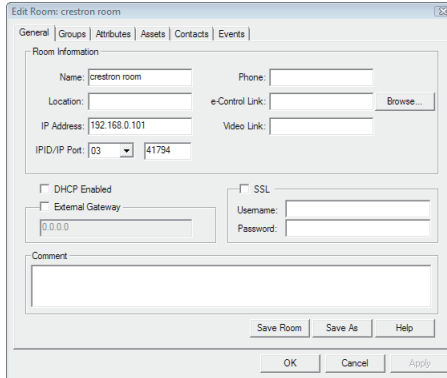 Edit Room: crestron room
General Groups Attributes Assets Contacts Events
Room Information
Name: crestron room Phone:
Location: e-Control Link: Browse...
IP Address: 192.168.0.101 Video Link:
IPID/IP Port: 03 41794
DHCP Enabled SSL
External Gateway Username:
0.0.0.0 Password:
Comment
Save Room Save As Help
OK Cancel Apply